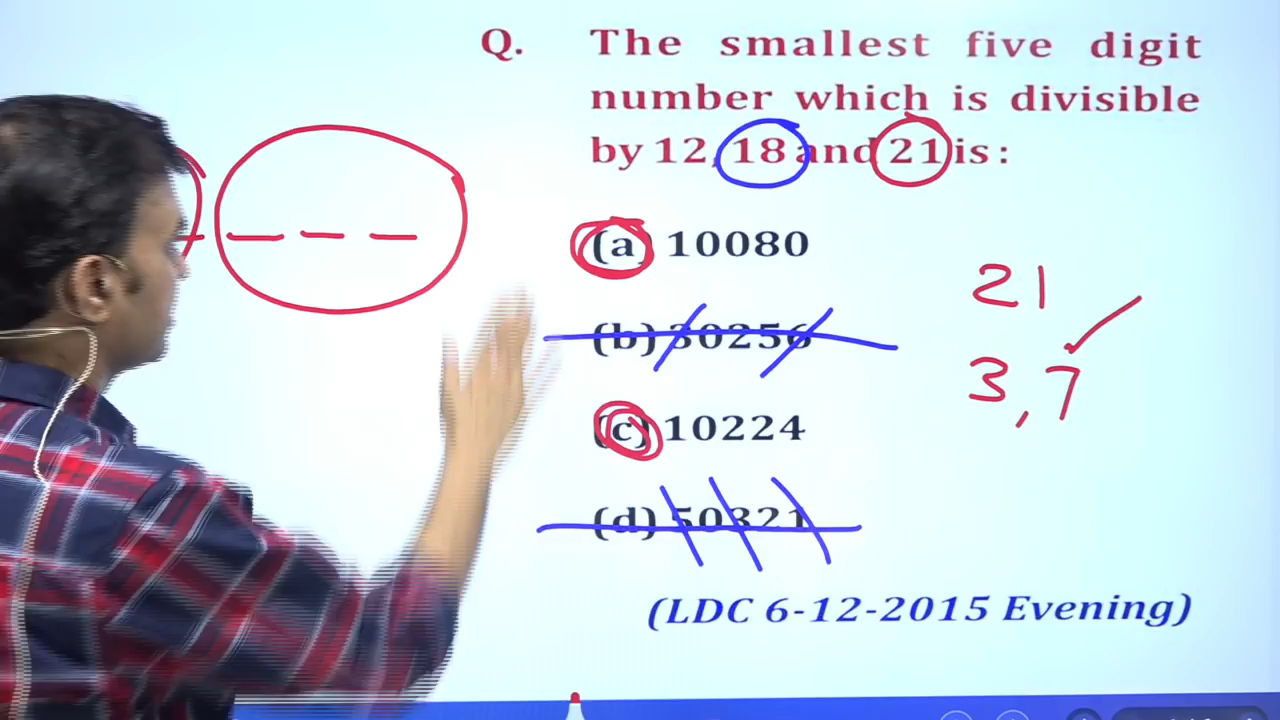 Q. The smallest five digit
number which is divisible
by 12, 18 and 21 is :
(a) 10080
(b) 30256
(c) 10224
(d) 50321
(LDC 6-12-2015 Evening)
21
3,7